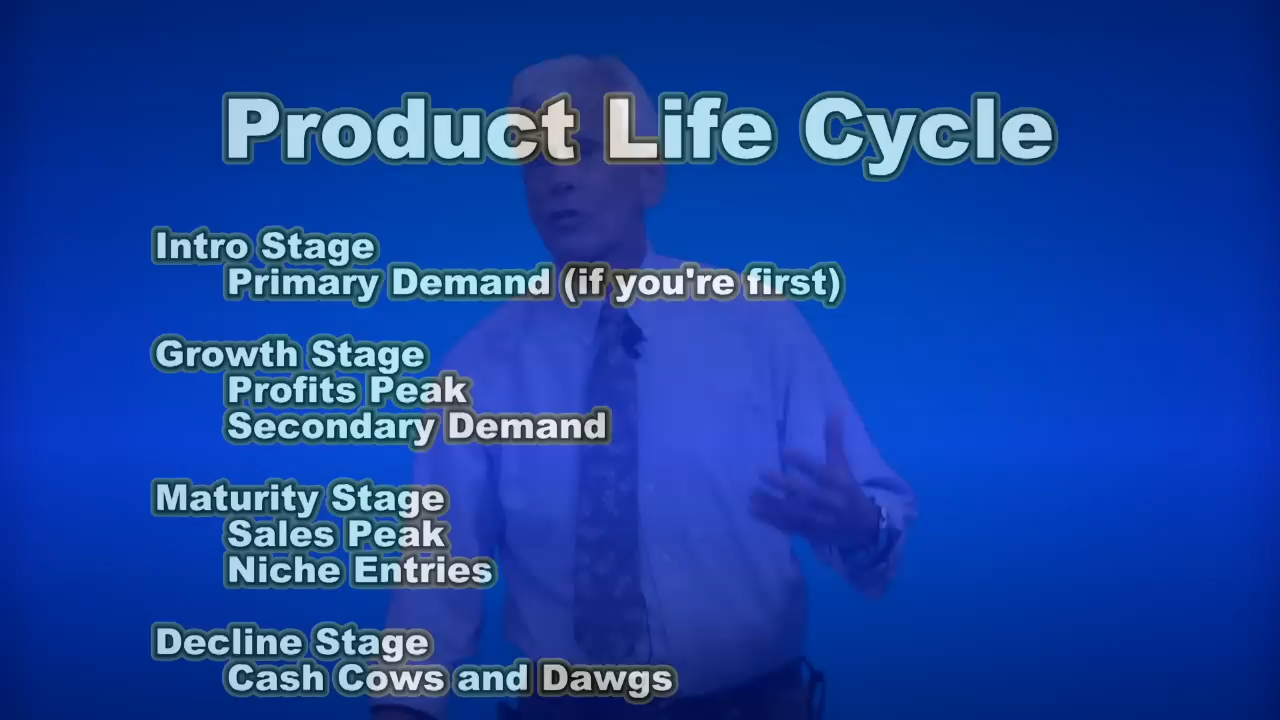 Product Life Cycle
Intro Stage
Primary Demand (if you're first)
Growth Stage
Profits Peak
Secondary Demand
Maturity Stage
Sales Peak
Niche Entries
Decline Stage
Cash Cows and Dawgs